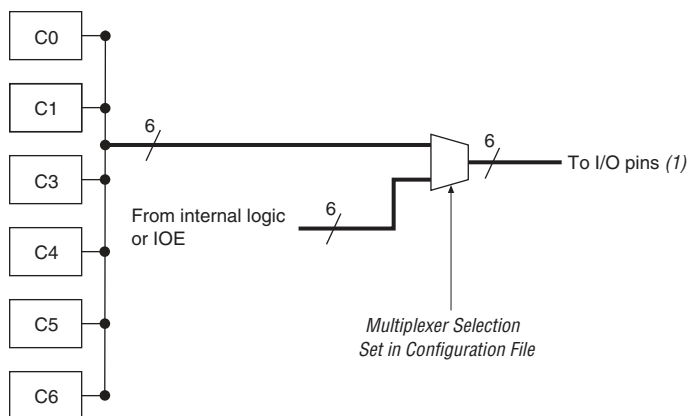 C0
C1
C3
C4
C5
C6
6
6
To I/O pins (1)
From internal logic
or IOE
6
Multiplexer Selection
Set in Configuration File